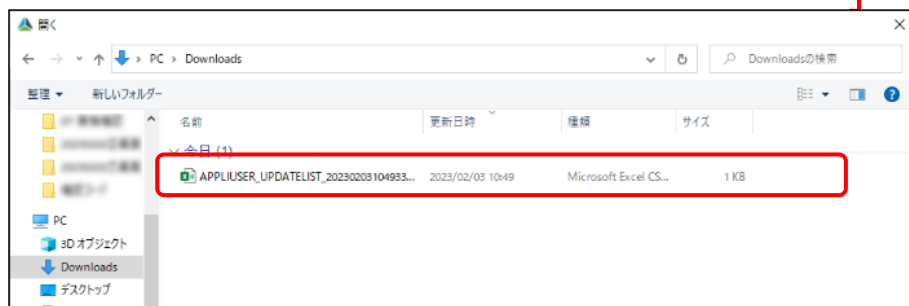 開く
PC > Downloads
Downloadsの検索
整理 新しいフォルダー
名前 更新日時 種類 サイズ
今日 (1)
APPLIUSER_UPDATELIST_20230203104933... 2023/02/03 10:49 Microsoft Excel CS... 1 KB
PC
3D オブジェクト
Downloads
デスクトップ